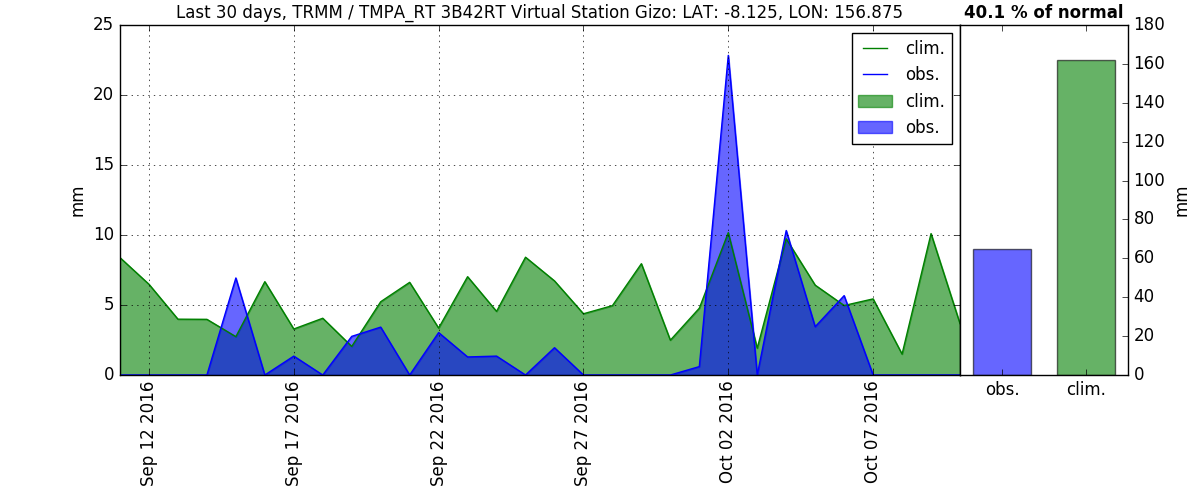 Last 30 days, TRMM / TMPA_RT 3B42RT Virtual Station Gizo: LAT: -8.125, LON: 156.875
40.1 % of normal
25
20
15
10
5
0
mm
clim.
obs.
clim.
obs.
180
160
140
120
100
80
60
40
20
0
mm
Sep 12 2016
Sep 17 2016
Sep 22 2016
Sep 27 2016
Oct 02 2016
Oct 07 2016
obs.
clim.